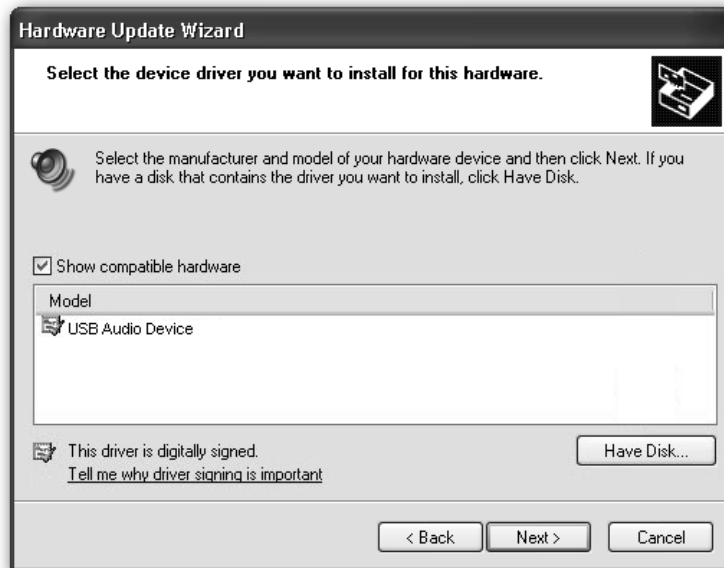 Hardware Update Wizard
Select the device driver you want to install for this hardware.
Select the manufacturer and model of your hardware device and then click Next. If you
have a disk that contains the driver you want to install, click Have Disk.
Show compatible hardware
Model
USB Audio Device
This driver is digitally signed.
Have Disk...
Tell me why driver signing is important
< Back
Next >
Cancel